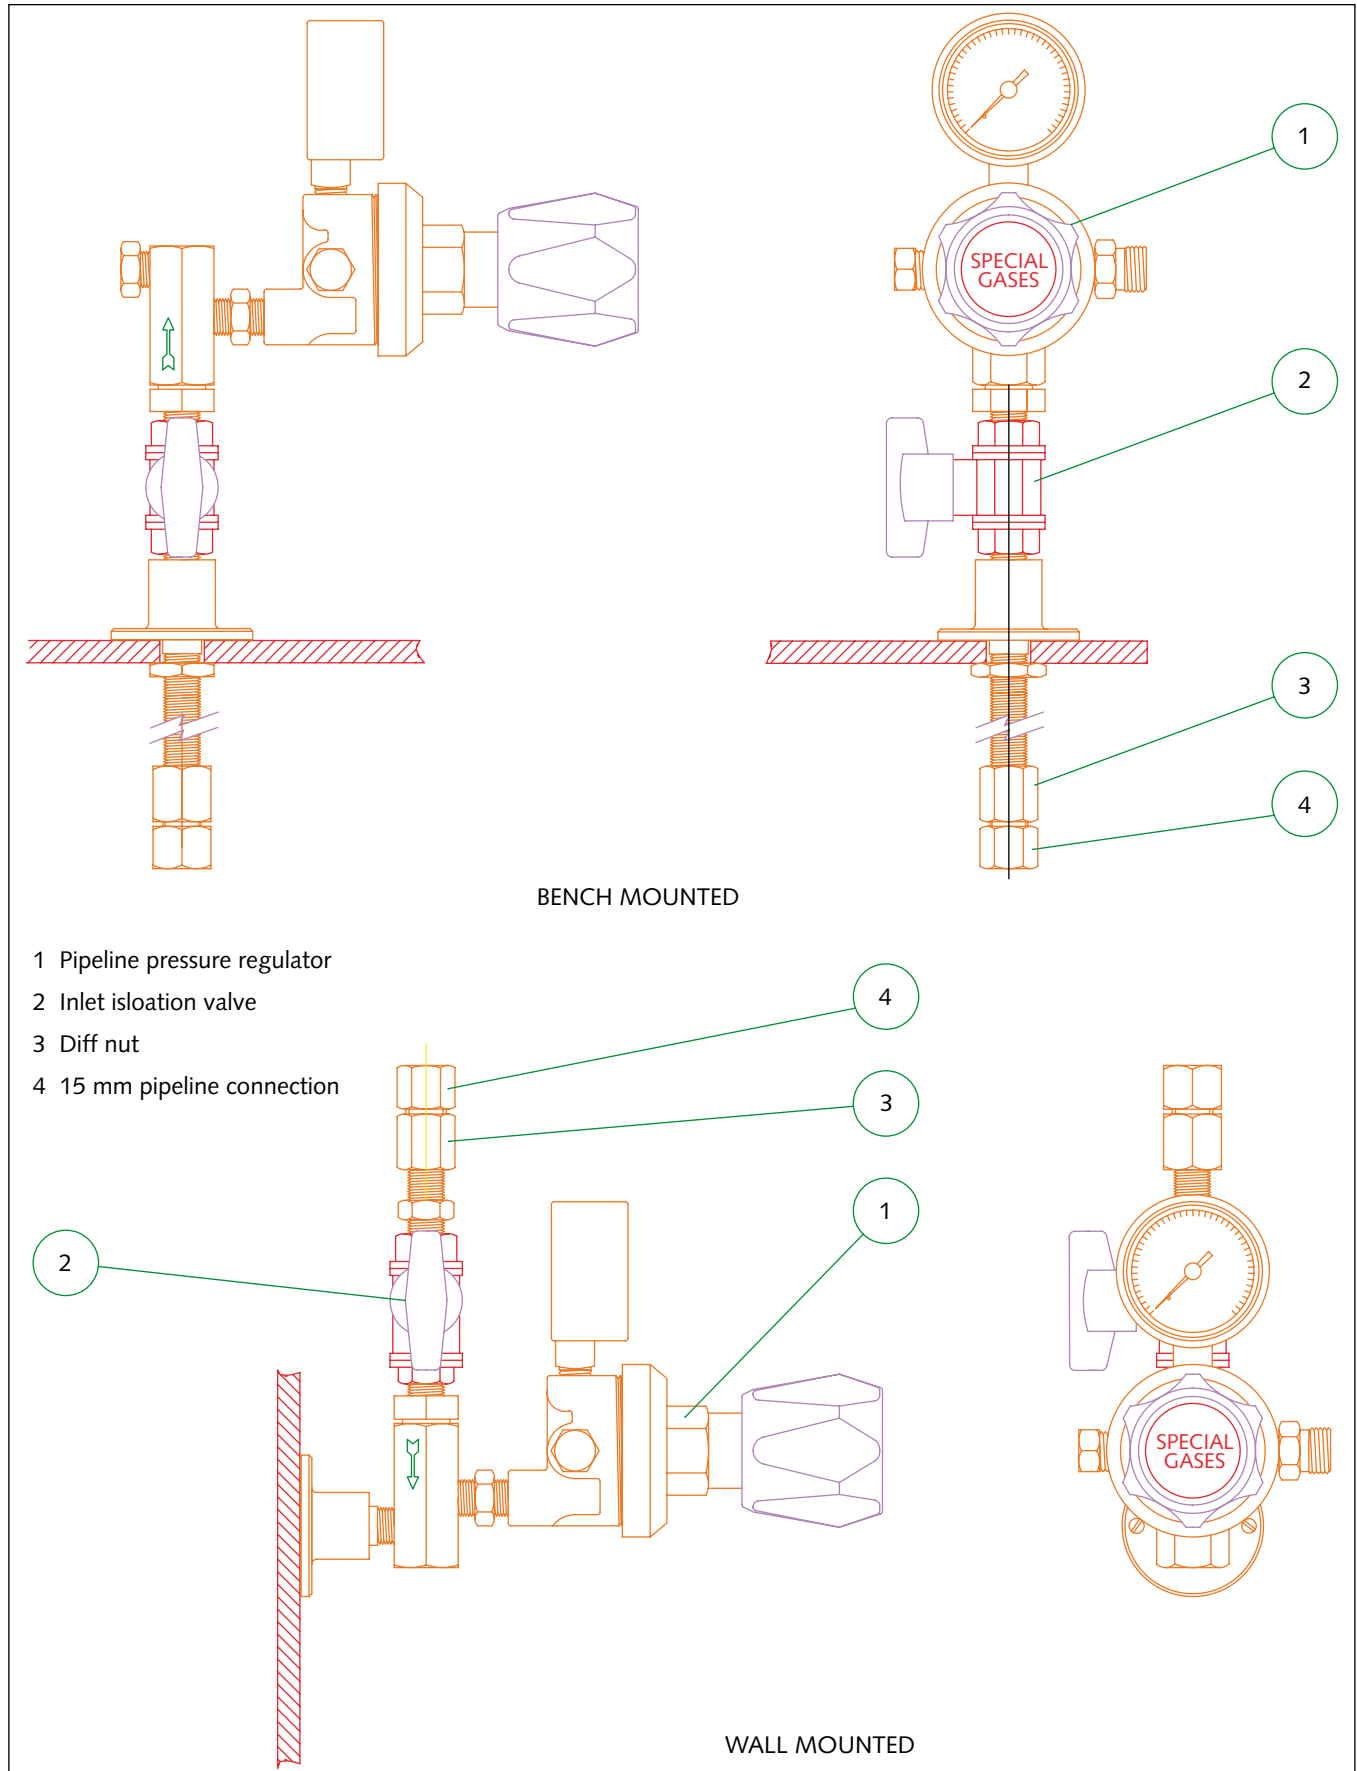 1
SPECIAL
GASES
2
3
4
BENCH MOUNTED
1 Pipeline pressure regulator
2 Inlet isloation valve
3 Diff nut
4 15 mm pipeline connection
4
3
1
2
SPECIAL
GASES
WALL MOUNTED